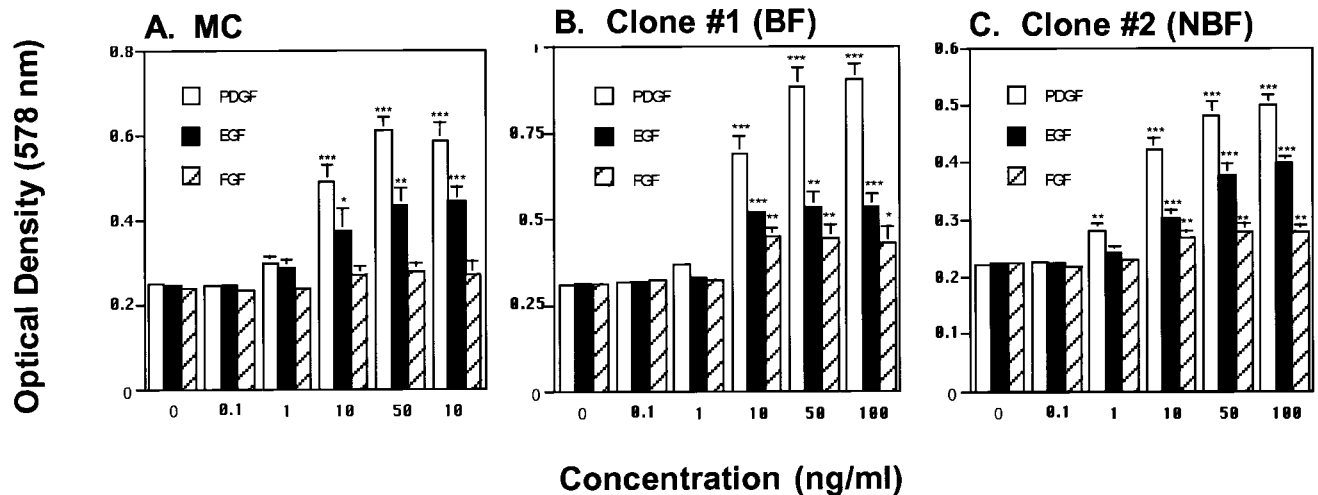 A. MC
B. Clone #1 (BF)
C. Clone #2 (NBF)
Optical Density (578 nm)
0.8
0.6
0.4
0.2
0
PDGF
EGF
FGF
***
*
***
**
***
***
0 0.1 1 10 50 10
1
0.75
0.5
0.25
0
PDGF
EGF
FGF
***
***
**
***
**
**
***
***
*
0 0.1 1 10 50 100
0.6
0.5
0.4
0.3
0.2
0.1
0
PDGF
EGF
FGF
**
***
***
**
***
***
**
***
***
**
0 0.1 1 10 50 100
Concentration (ng/ml)